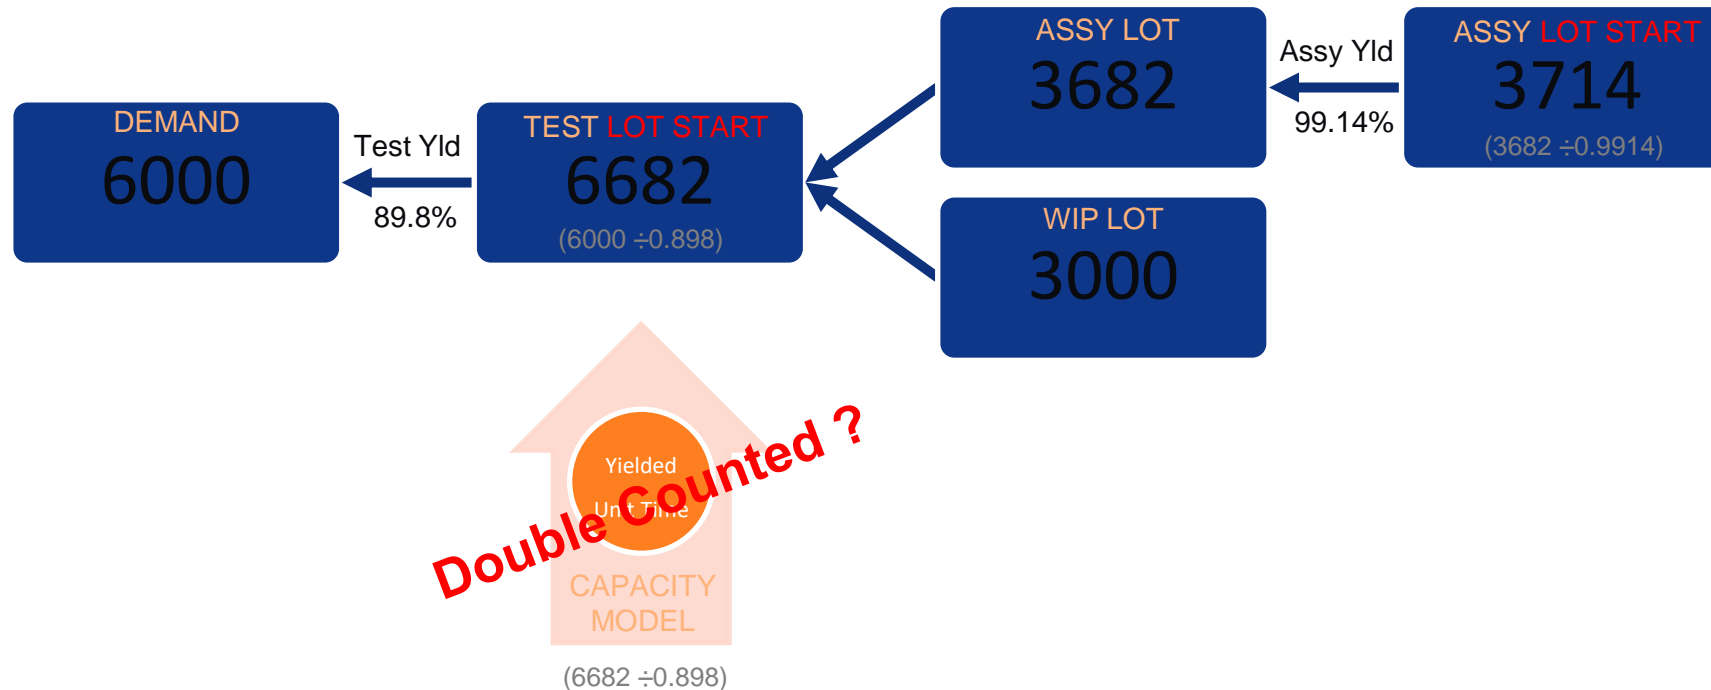 DEMAND
6000
Test Yld
89.8%
TEST LOT START
6682
(6000 ÷0.898)
ASSY LOT
3682
WIP LOT
3000
Assy Yld
99.14%
ASSY LOT START
3714
(3682 ÷0.9914)
Double Counted ?
Yielded
Unit Time
CAPACITY
MODEL
(6682 ÷0.898)